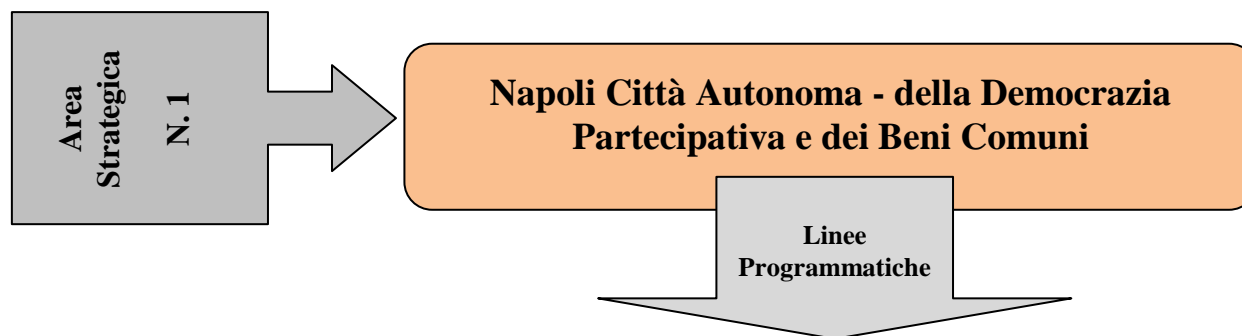 Area
Strategica
N. 1
Napoli Città Autonoma - della Democrazia
Partecipativa e dei Beni Comuni
Linee
Programmatiche